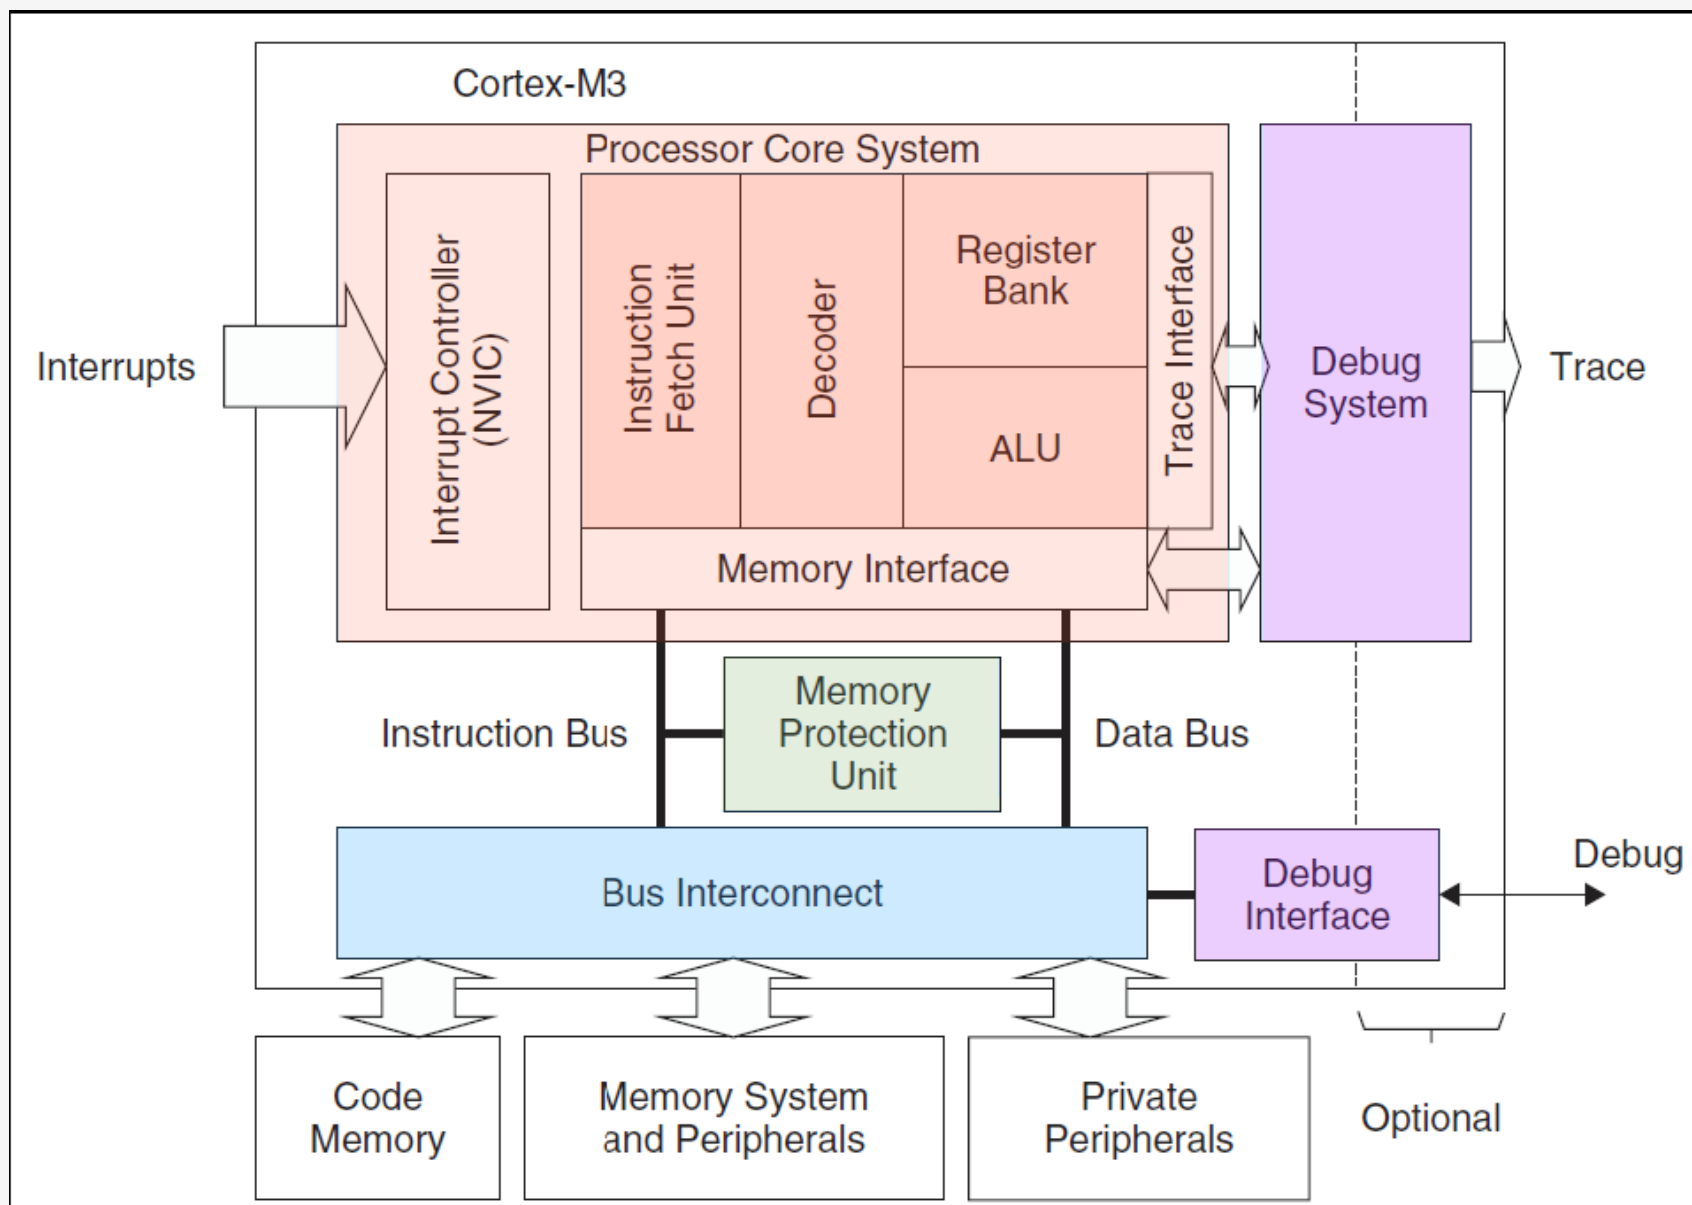 Cortex-M3
Processor Core System
Interrupts
Interrupt Controller
(NVIC)
Instruction
Fetch Unit
Decoder
Register
Bank
ALU
Trace Interface
Memory Interface
Debug
System
Trace
Instruction Bus
Memory
Protection
Unit
Data Bus
Bus Interconnect
Debug
Interface
Debug
Code
Memory
Memory System
and Peripherals
Private
Peripherals
Optional